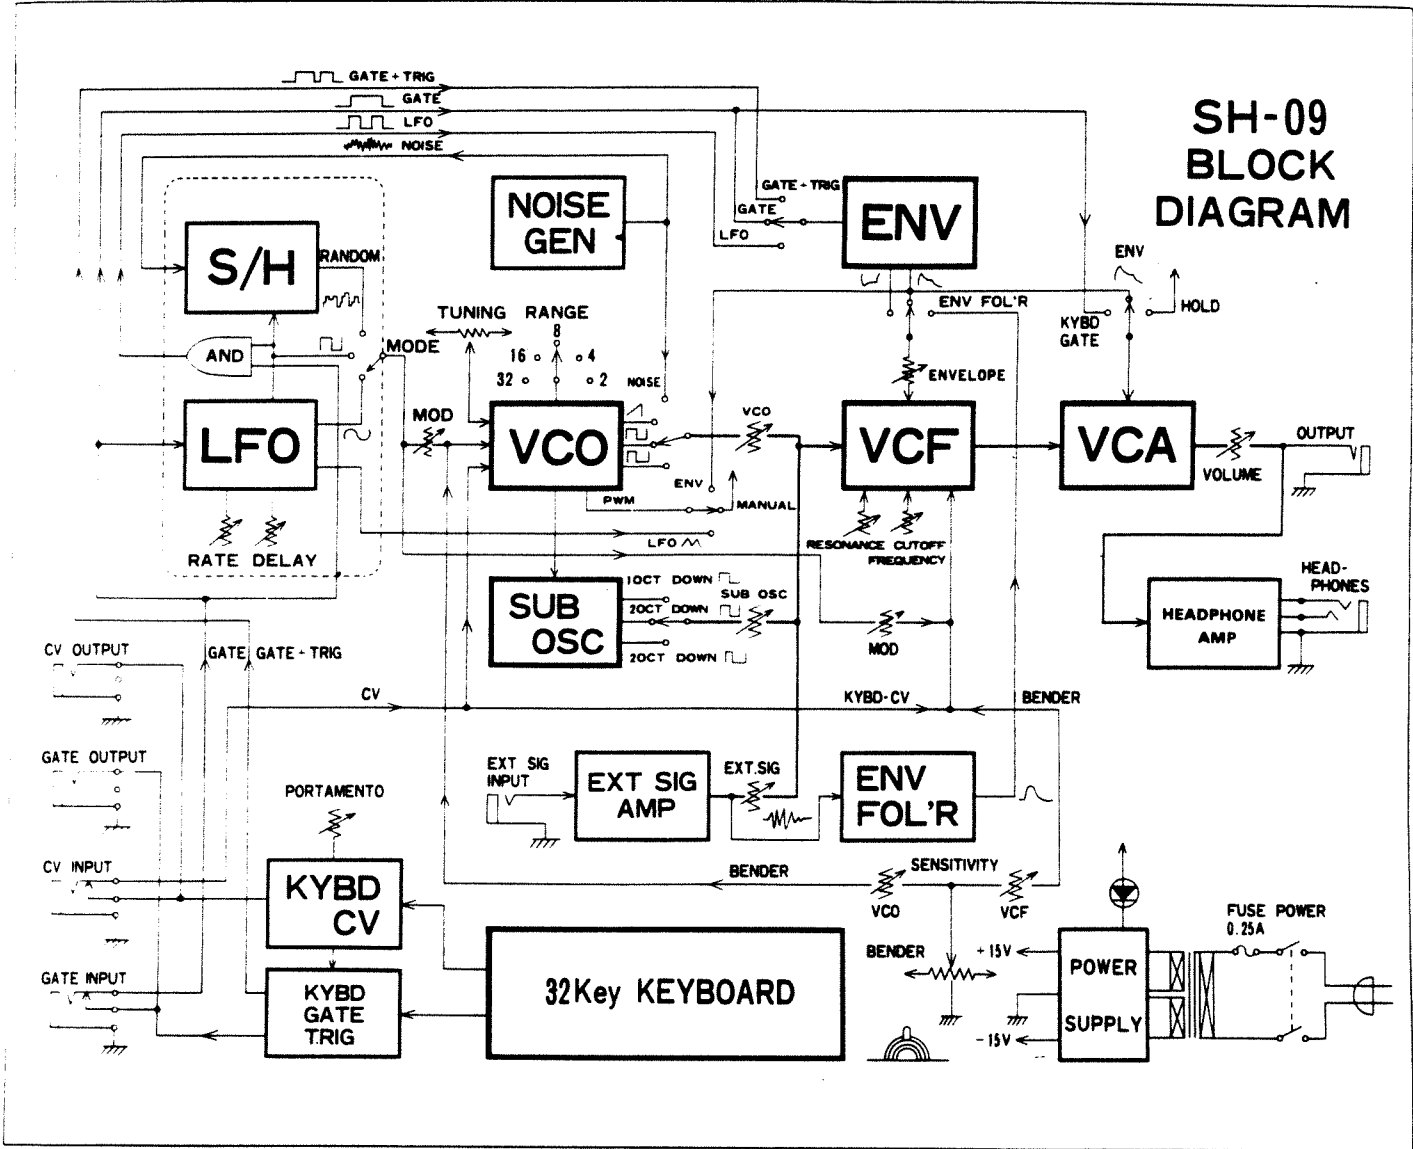 GATE + TRIG
GATE
LFO
NOISE
SH-09
BLOCK
DIAGRAM
NOISE
GEN
GATE + TRIG
GATE
LFO
ENV
S/H
RANDOM
ENV
HOLD
KYBD
GATE
ENV FOL'R
TUNING RANGE
8
16
4
32
2
NOISE
AND
MODE
ENVELOPE
LFO
MOD
VCO
VCO
VCF
VCA
OUTPUT
VOLUME
ENV
PWM
MANUAL
LFO
RATE DELAY
RESONANCE CUTOFF
FREQUENCY
1OCT DOWN
SUB OSC
2OCT DOWN
2OCT DOWN
SUB
OSC
MOD
HEAD-
PHONES
HEADPHONE
AMP
CV OUTPUT
GATE
GATE + TRIG
CV
KYBD-CV
BENDER
GATE OUTPUT
PORTAMENTO
EXT SIG
INPUT
EXT SIG
AMP
EXT.SIG
ENV
FOL'R
CV INPUT
KYBD
CV
BENDER
SENSITIVITY
VCO
VCF
GATE INPUT
KYBD
GATE
T.RIG
32Key KEYBOARD
BENDER
+15V
-15V
POWER
SUPPLY
FUSE POWER
0.25A